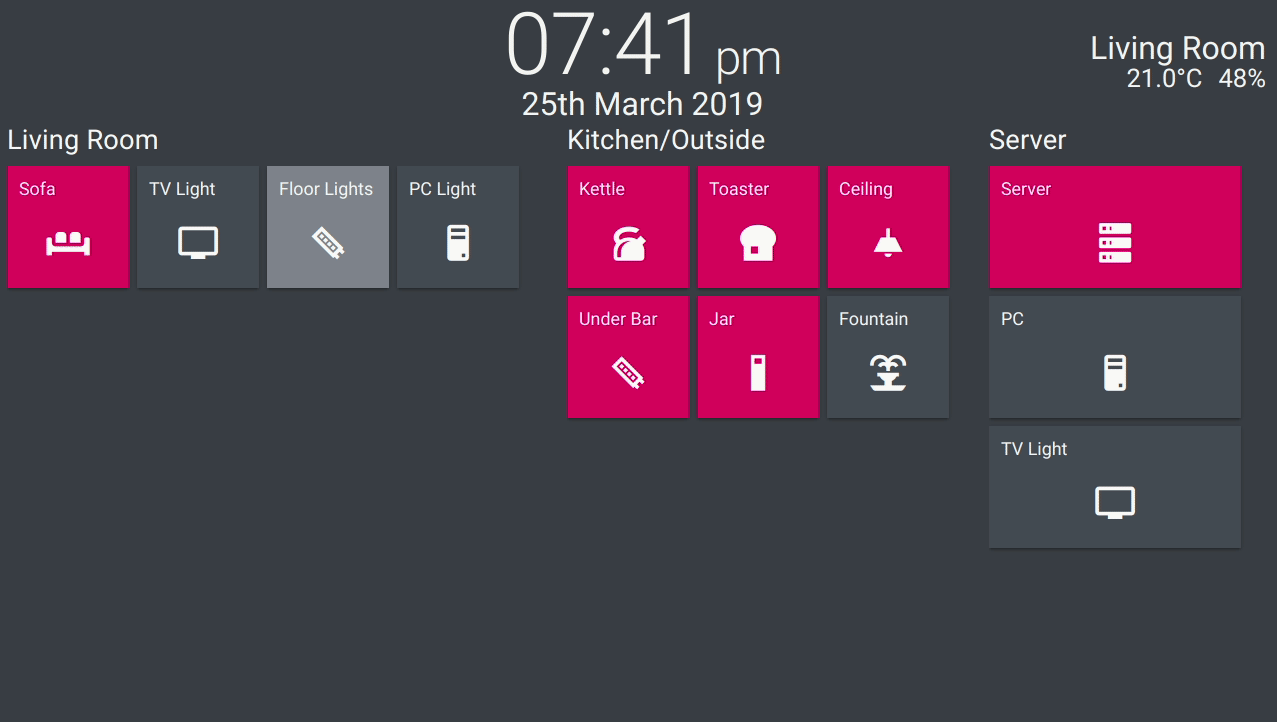 07:41 pm
25th March 2019
Living Room
21.0°C 48%
Living Room
Sofa
TV Light
Floor Lights
PC Light
Kitchen/Outside
Kettle
Toaster
Ceiling
Under Bar
Jar
Fountain
Server
Server
PC
TV Light